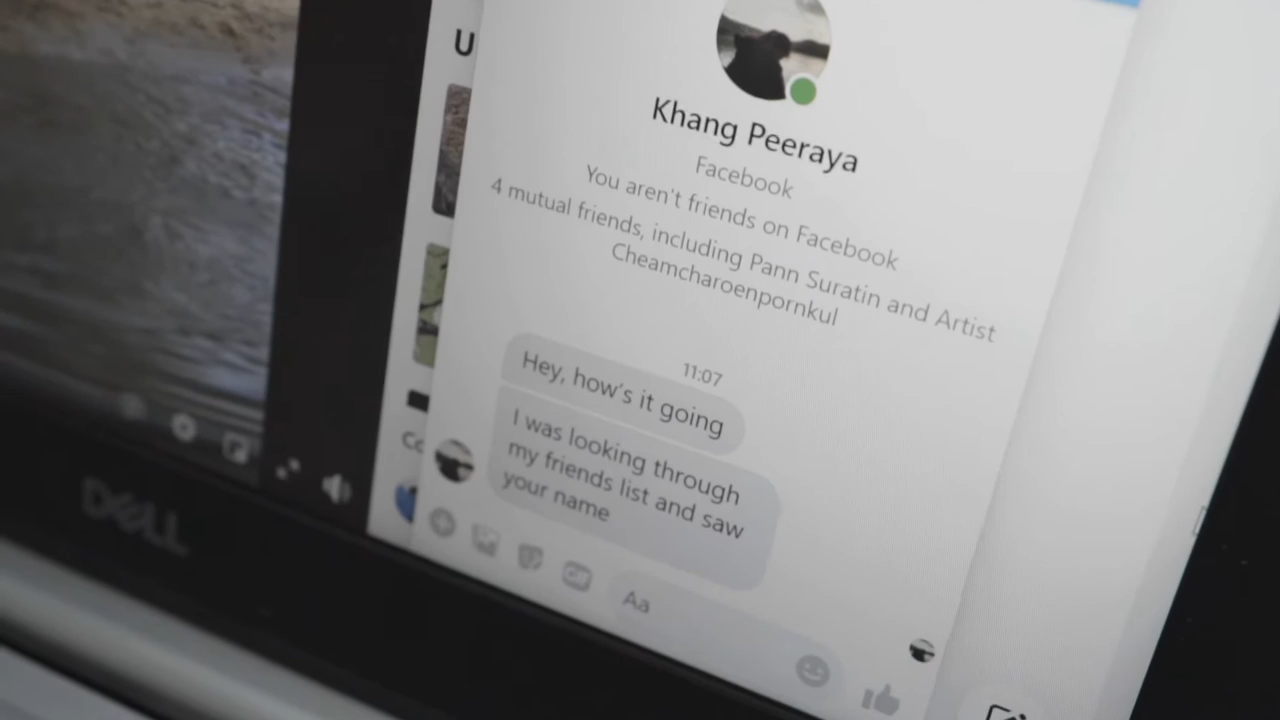 U
Khang Peeraya
Facebook
You aren't friends on Facebook
4 mutual friends, including Pann Suratin and Artist
Cheamcharoenpornkul
11:07
Hey, how's it going
I was looking through
my friends list and saw
your name
GIF
Aa
DELL